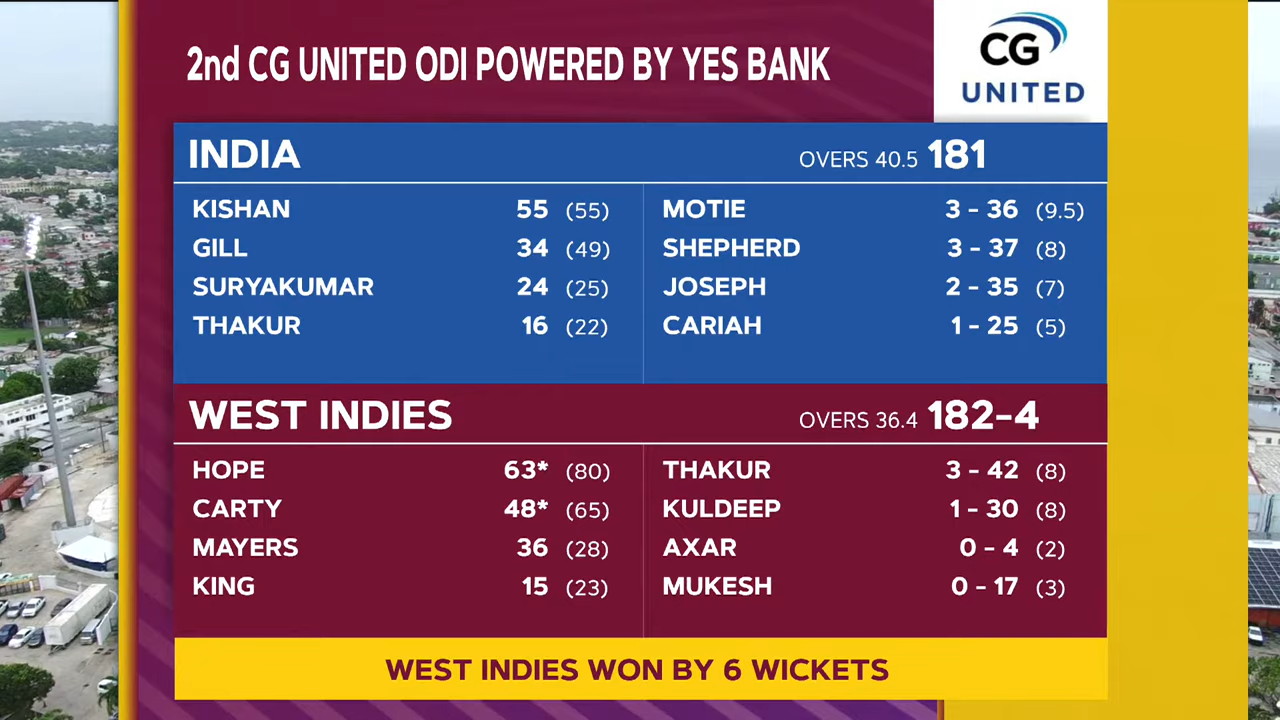 2nd CG UNITED ODI POWERED BY YES BANK
CG
UNITED
INDIA OVERS 40.5 181
KISHAN 55 (55) MOTIE 3 - 36 (9.5)
GILL 34 (49) SHEPHERD 3 - 37 (8)
SURYAKUMAR 24 (25) JOSEPH 2 - 35 (7)
THAKUR 16 (22) CARIAH 1 - 25 (5)
WEST INDIES OVERS 36.4 182-4
HOPE 63* (80) THAKUR 3 - 42 (8)
CARTY 48* (65) KULDEEP 1 - 30 (8)
MAYERS 36 (28) AXAR 0 - 4 (2)
KING 15 (23) MUKESH 0 - 17 (3)
WEST INDIES WON BY 6 WICKETS